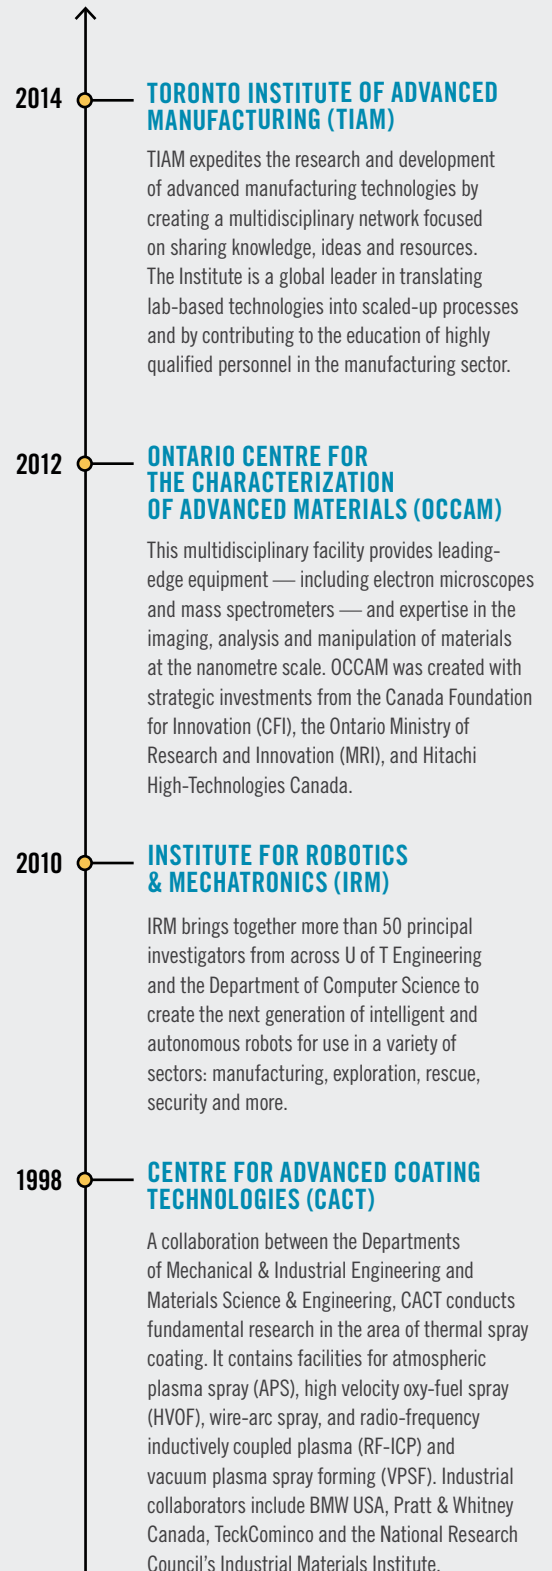 2014
TORONTO INSTITUTE OF ADVANCED
MANUFACTURING (TIAM)
TIAM expedites the research and development
of advanced manufacturing technologies by
creating a multidisciplinary network focused
on sharing knowledge, ideas and resources.
The Institute is a global leader in translating
lab-based technologies into scaled-up processes
and by contributing to the education of highly
qualified personnel in the manufacturing sector.
2012
ONTARIO CENTRE FOR
THE CHARACTERIZATION
OF ADVANCED MATERIALS (OCCAM)
This multidisciplinary facility provides leading-
edge equipment — including electron microscopes
and mass spectrometers — and expertise in the
imaging, analysis and manipulation of materials
at the nanometre scale. OCCAM was created with
strategic investments from the Canada Foundation
for Innovation (CFI), the Ontario Ministry of
Research and Innovation (MRI), and Hitachi
High-Technologies Canada.
2010
INSTITUTE FOR ROBOTICS
& MECHATRONICS (IRM)
IRM brings together more than 50 principal
investigators from across U of T Engineering
and the Department of Computer Science to
create the next generation of intelligent and
autonomous robots for use in a variety of
sectors: manufacturing, exploration, rescue,
security and more.
1998
CENTRE FOR ADVANCED COATING
TECHNOLOGIES (CACT)
A collaboration between the Departments
of Mechanical & Industrial Engineering and
Materials Science & Engineering, CACT conducts
fundamental research in the area of thermal spray
coating. It contains facilities for atmospheric
plasma spray (APS), high velocity oxy-fuel spray
(HVOF), wire-arc spray, and radio-frequency
inductively coupled plasma (RF-ICP) and
vacuum plasma spray forming (VPSF). Industrial
collaborators include BMW USA, Pratt & Whitney
Canada, TeckCominco and the National Research
Council's Industrial Materials Institute.